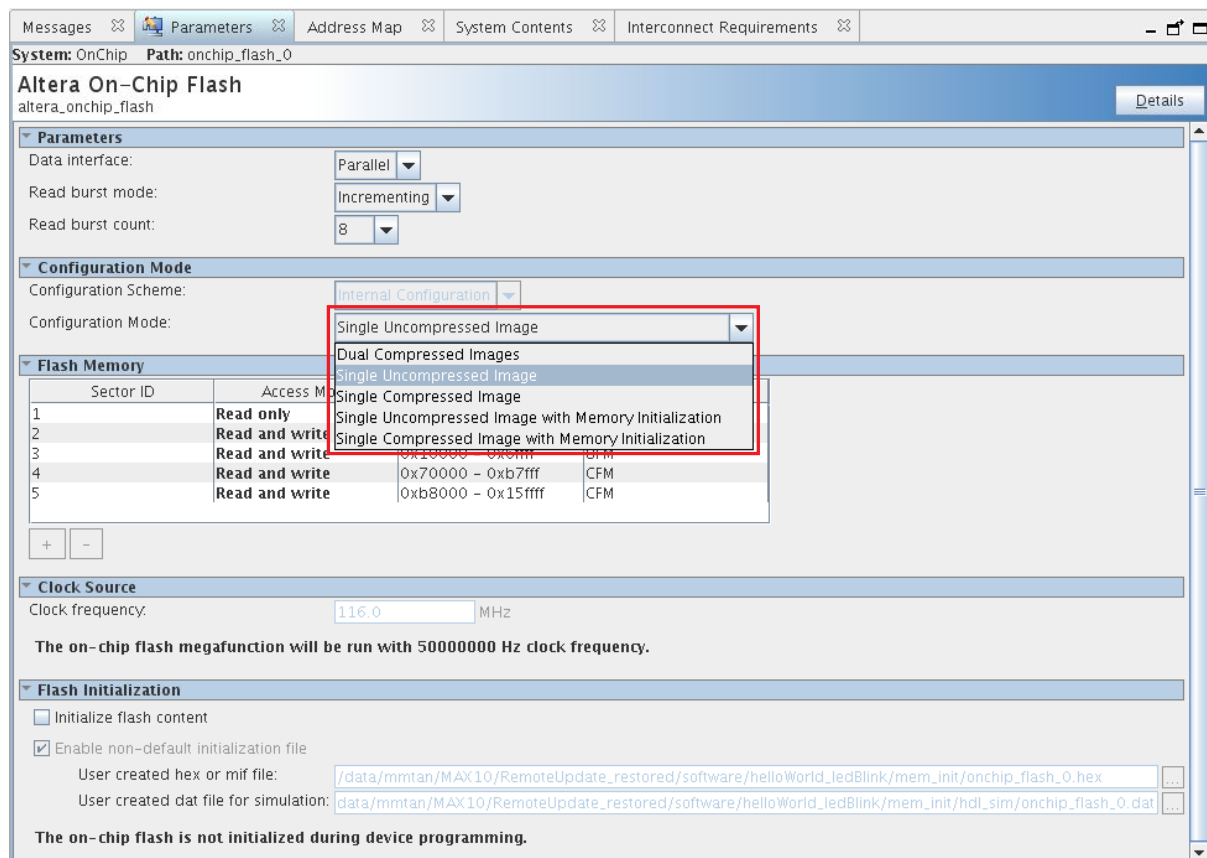 Messages Parameters Address Map System Contents Interconnect Requirements
System: OnChip Path: onchip_flash_0
Altera On-Chip Flash
altera_onchip_flash
Details
Parameters
Data interface: Parallel
Read burst mode: Incrementing
Read burst count: 8
Configuration Mode
Configuration Scheme: Internal Configuration
Configuration Mode: Single Uncompressed Image
Dual Compressed Images
Single Uncompressed Image
Single Compressed Image
Single Uncompressed Image with Memory Initialization
Single Compressed Image with Memory Initialization
Flash Memory
Sector ID Access Mo
1 Read only
2 Read and write
3 Read and write
4 Read and write 0x70000 - 0xb7fff CFM
5 Read and write 0xb8000 - 0x15ffff CFM
+ -
Clock Source
Clock frequency: 116.0 MHz
The on-chip flash megafunction will be run with 50000000 Hz clock frequency.
Flash Initialization
Initialize flash content
Enable non-default initialization file
User created hex or mif file: /data/mmtan/MAX10/RemoteUpdate_restored/software/helloWorld_ledBlink/mem_init/onchip_flash_0.hex ...
User created dat file for simulation: data/mmtan/MAX10/RemoteUpdate_restored/software/helloWorld_ledBlink/mem_init/hdl_sim/onchip_flash_0.dat ...
The on-chip flash is not initialized during device programming.